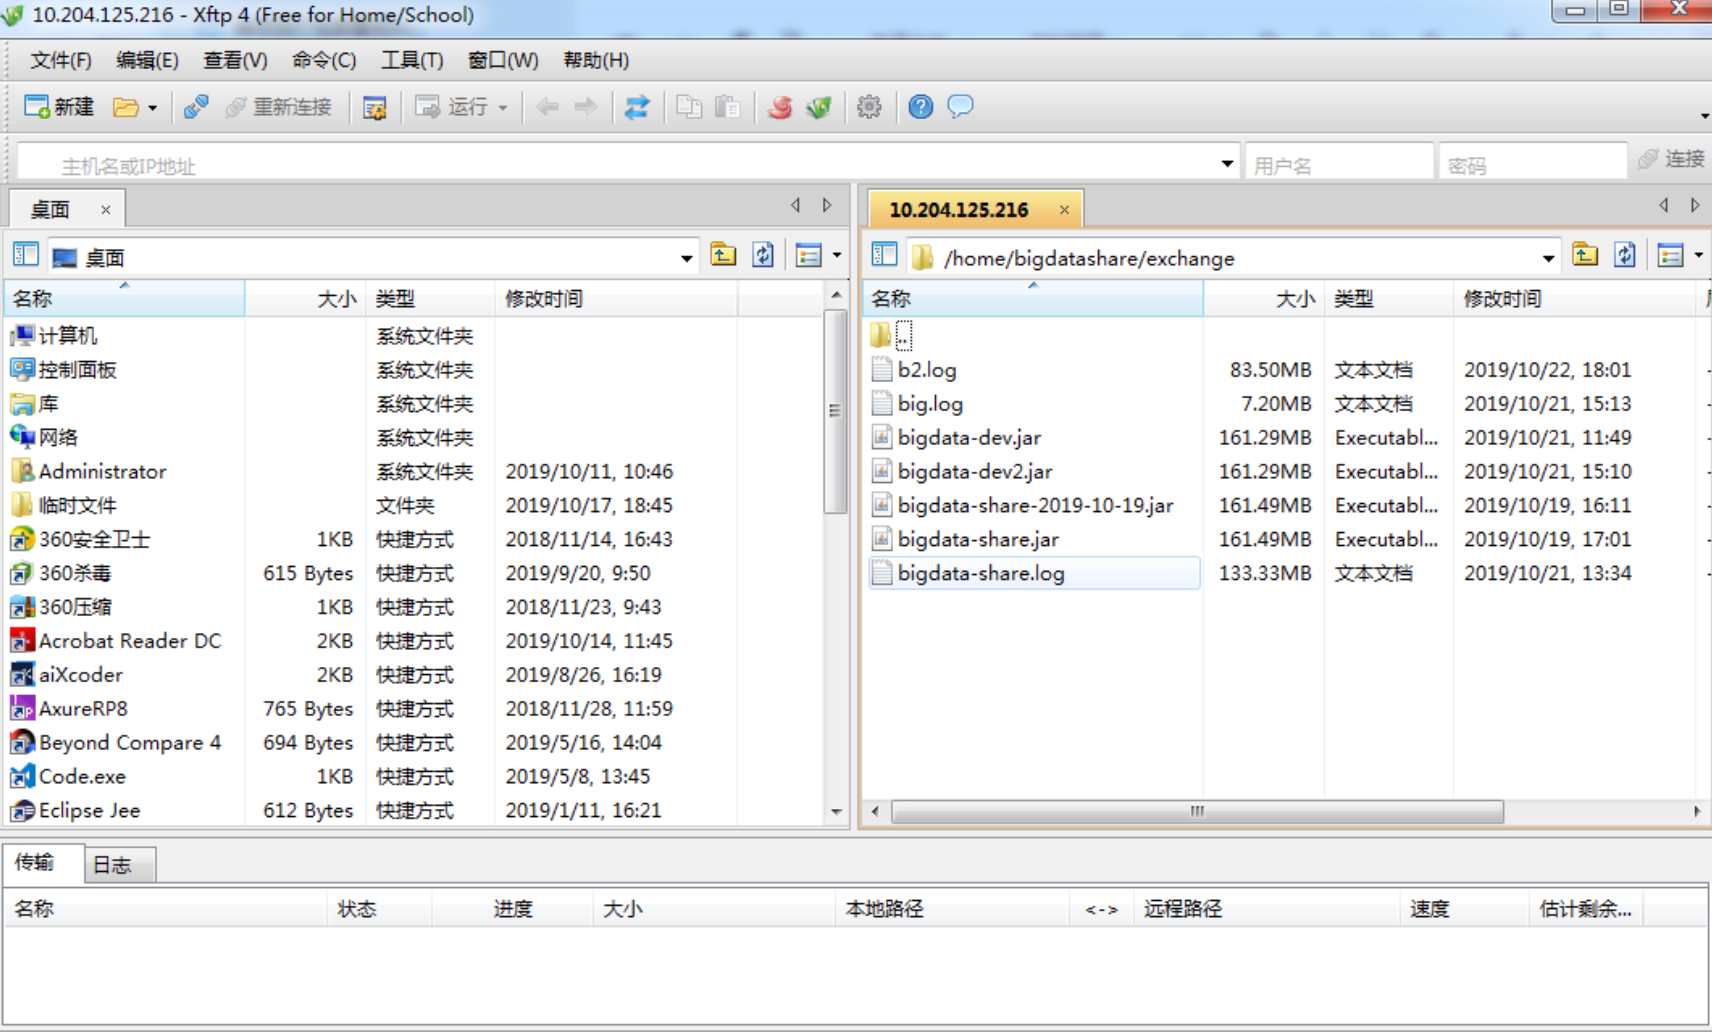 10.204.125.216 - Xftp 4 (Free for Home/School)
文件(F) 编辑(E) 查看(V) 命令(C) 工具(T) 窗口(W) 帮助(H)
新建 重新连接 运行
主机名或IP地址 用户名 密码 连接
桌面 × 10.204.125.216 ×
桌面 /home/bigdatashare/exchange
名称 大小 类型 修改时间 名称 大小 类型 修改时间
计算机 系统文件夹 ..
控制面板 系统文件夹 b2.log 83.50MB 文本文档 2019/10/22, 18:01
库 系统文件夹 big.log 7.20MB 文本文档 2019/10/21, 15:13
网络 系统文件夹 bigdata-dev.jar 161.29MB Executabl... 2019/10/21, 11:49
Administrator 系统文件夹 2019/10/11, 10:46 bigdata-dev2.jar 161.29MB Executabl... 2019/10/21, 15:10
临时文件 文件夹 2019/10/17, 18:45 bigdata-share-2019-10-19.jar 161.49MB Executabl... 2019/10/19, 16:11
360安全卫士 1KB 快捷方式 2018/11/14, 16:43 bigdata-share.jar 161.49MB Executabl... 2019/10/19, 17:01
360杀毒 615 Bytes 快捷方式 2019/9/20, 9:50 bigdata-share.log 133.33MB 文本文档 2019/10/21, 13:34
360压缩 1KB 快捷方式 2018/11/23, 9:43
Acrobat Reader DC 2KB 快捷方式 2019/10/14, 11:45
aiXcoder 2KB 快捷方式 2019/8/26, 16:19
AxureRP8 765 Bytes 快捷方式 2018/11/28, 11:59
Beyond Compare 4 694 Bytes 快捷方式 2019/5/16, 14:04
Code.exe 1KB 快捷方式 2019/5/8, 13:45
Eclipse Jee 612 Bytes 快捷方式 2019/1/11, 16:21
传输 日志
名称 状态 进度 大小 本地路径 <-> 远程路径 速度 估计剩余...